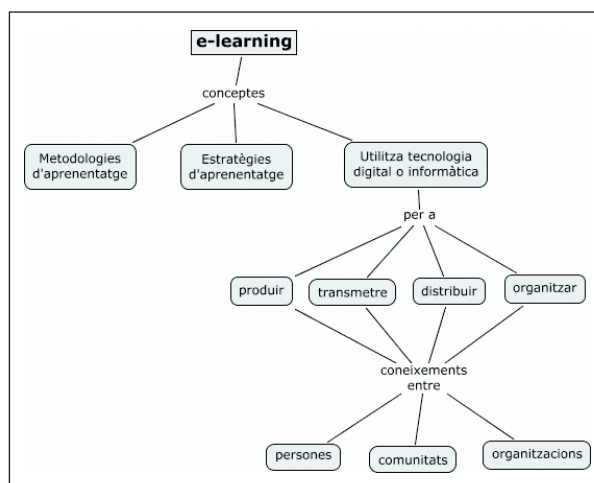 e-learning
conceptes
Metodologies
d'aprenentatge
Estratègies
d'aprenentatge
Utilitza tecnologia
digital o informàtica
per a
produir
transmetre
distribuir
organitzar
coneixements
entre
persones
comunitats
organitzacions